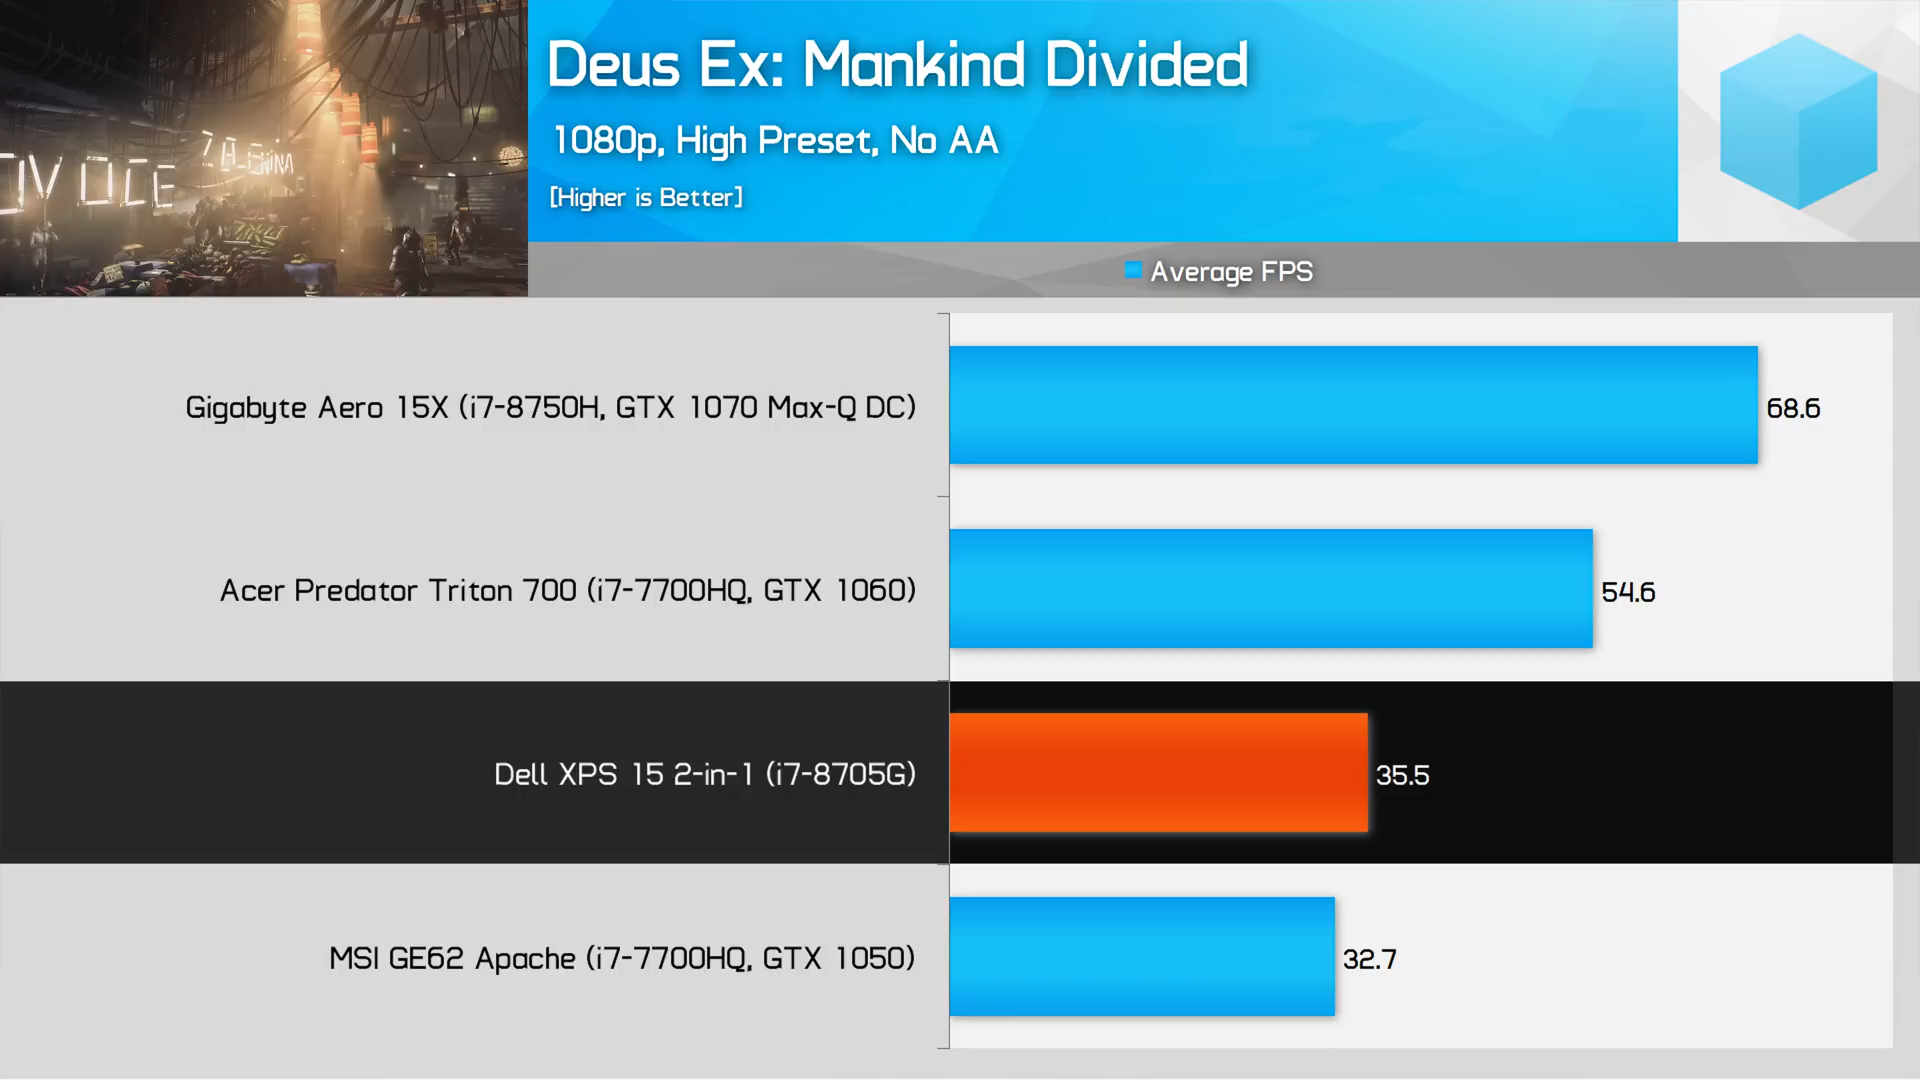 Deus Ex: Mankind Divided
1080p, High Preset, No AA
[Higher is Better]
Average FPS
Gigabyte Aero 15X (i7-8750H, GTX 1070 Max-Q DC)
68.6
Acer Predator Triton 700 (i7-7700HQ, GTX 1060)
54.6
Dell XPS 15 2-in-1 (i7-8705G)
35.5
MSI GE62 Apache (i7-7700HQ, GTX 1050)
32.7